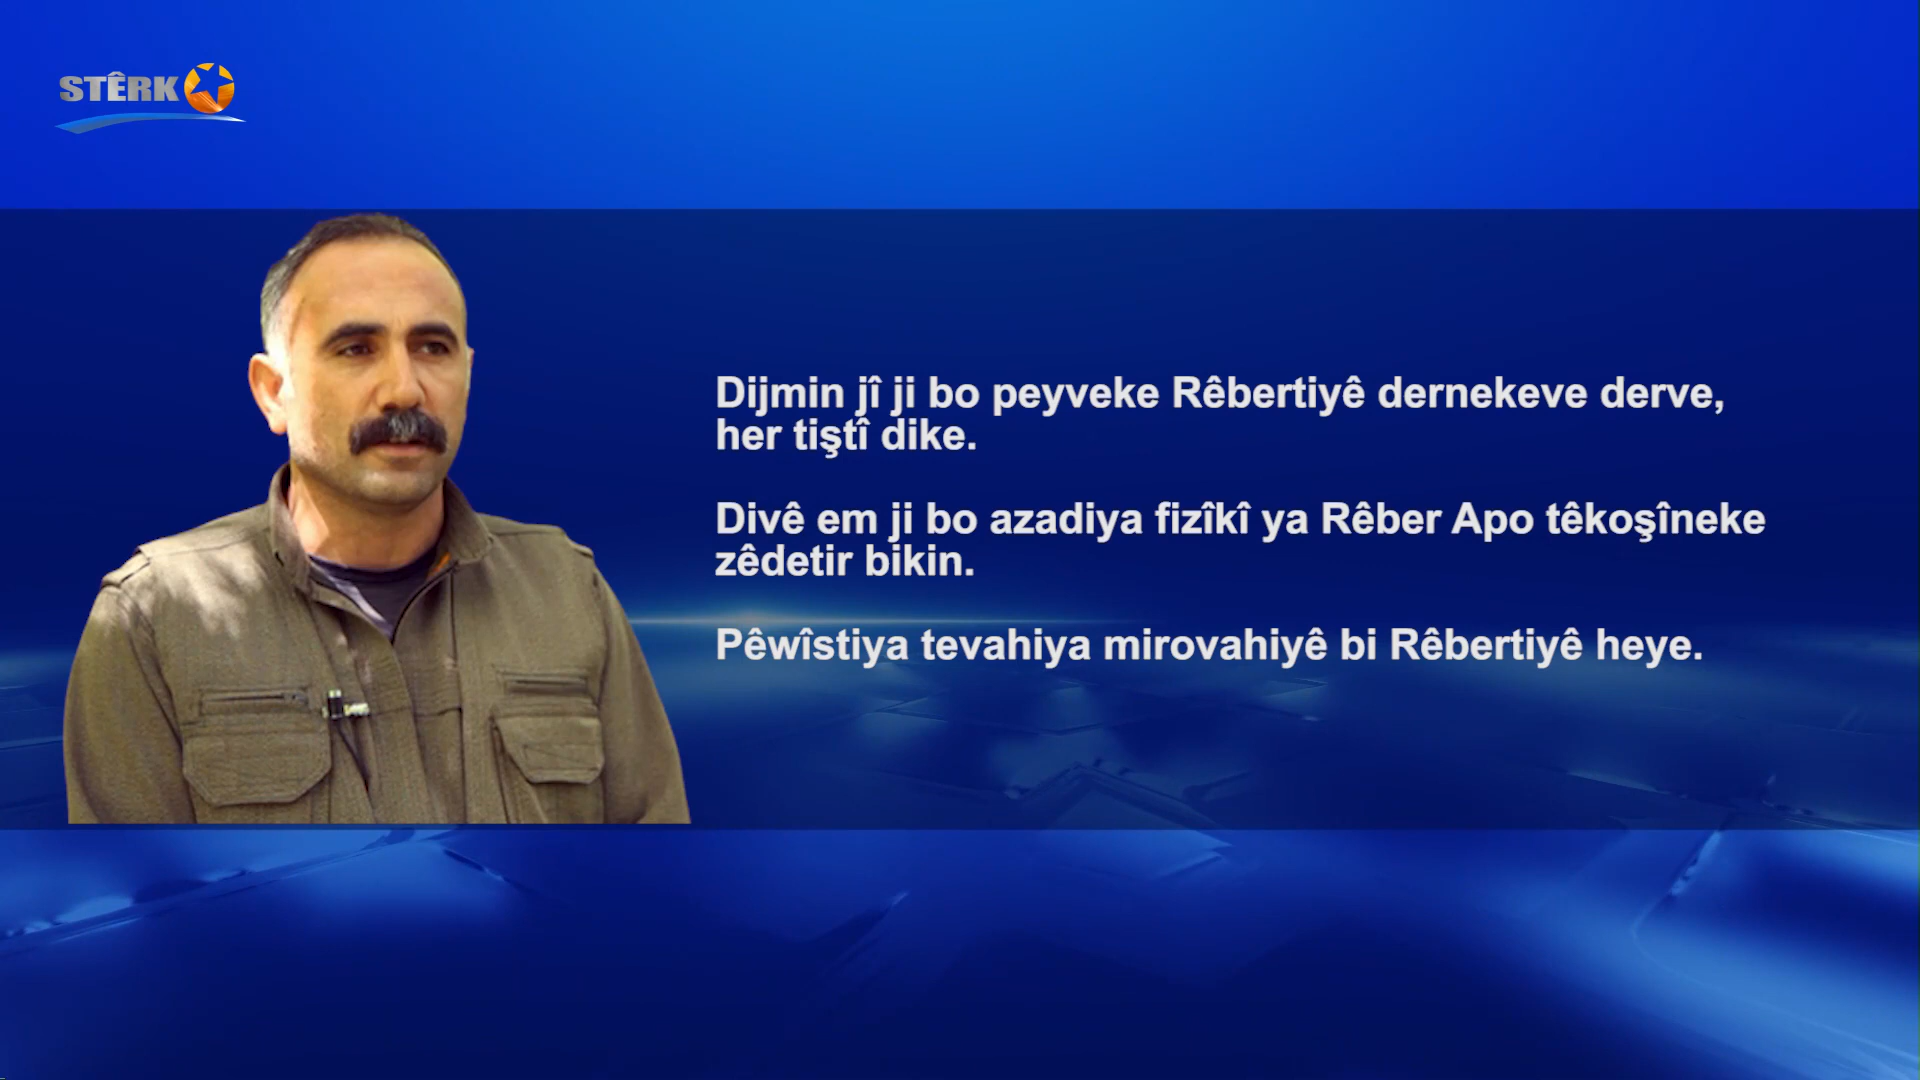 STÊRK
Dijmin jî ji bo peyveke Rêbertiyê dernekeve derve,
her tiştî dike.
Divê em ji bo azadiya fizîkî ya Rêber Apo têkoşîneke
zêdetir bikin.
Pêwîstiya tevahiya mirovahiyê bi Rêbertiyê heye.